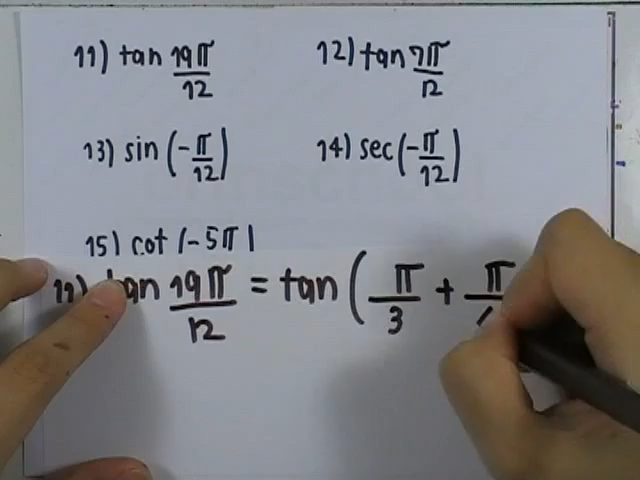 11) tan 19π/12 12) tan 7π/12
13) sin (-π/12) 14) sec (-π/12)
15) cot (-5π)
tan 19π/12 = tan ( π/3 + π/